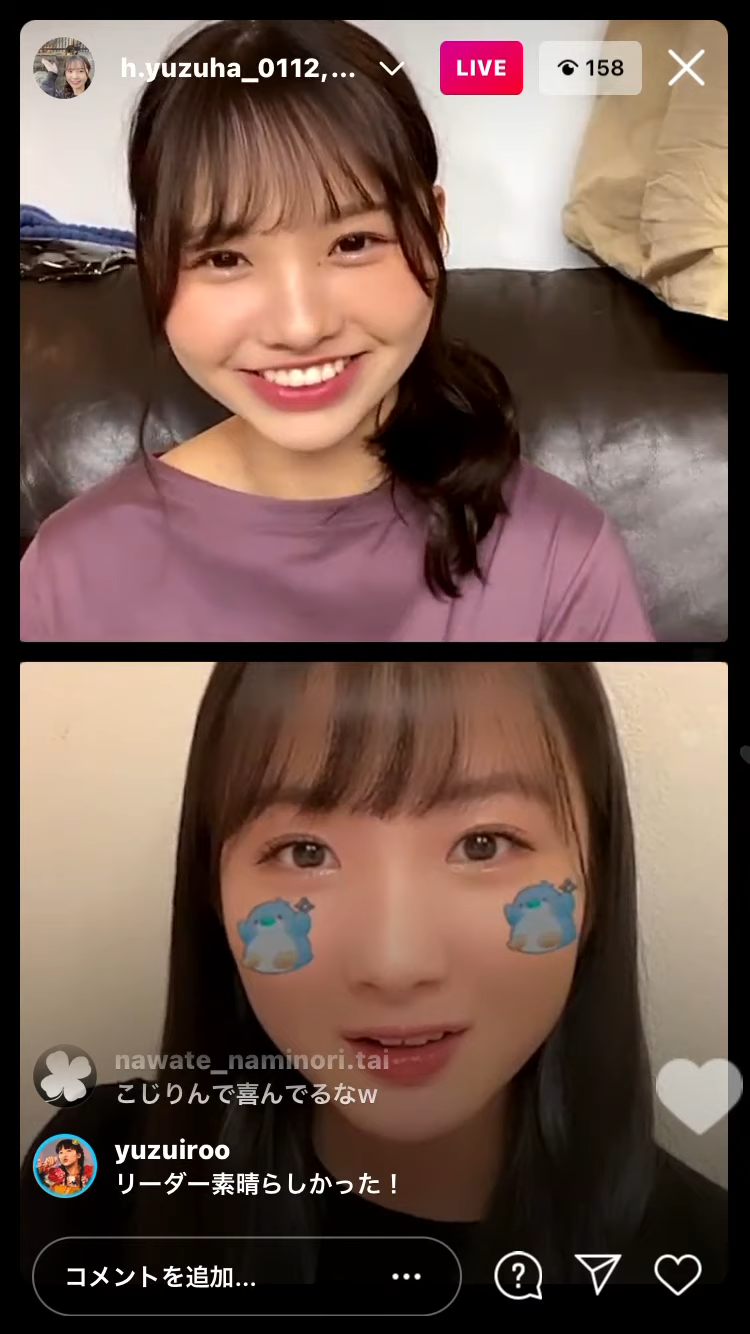 h.yuzuha_0112,...
LIVE
158
nawate_naminori.tai
こじりんで喜んでるなw
yuzuiroo
リーダー素晴らしかった！
コメントを追加...